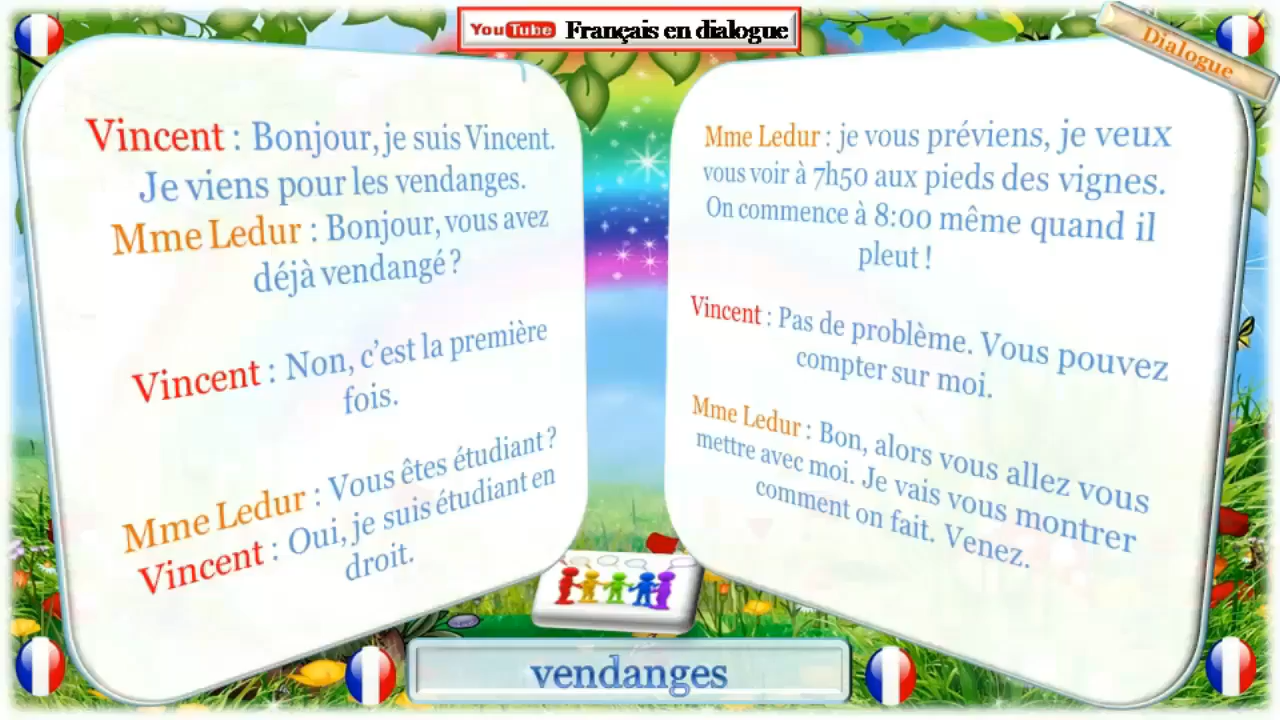 YouTube Français en dialogue
Dialogue
Vincent : Bonjour, je suis Vincent.
Je viens pour les vendanges.
Mme Ledur : Bonjour, vous avez
déjà vendangé ?
Vincent : Non, c’est la première
fois.
Mme Ledur : Vous êtes étudiant ?
Vincent : Oui, je suis étudiant en
droit.
Mme Ledur : je vous préviens, je veux
vous voir à 7h50 aux pieds des vignes.
On commence à 8:00 même quand il
pleut !
Vincent : Pas de problème. Vous pouvez
compter sur moi.
Mme Ledur : Bon, alors vous allez vous
mettre avec moi. Je vais vous montrer
comment on fait. Venez.
vendanges